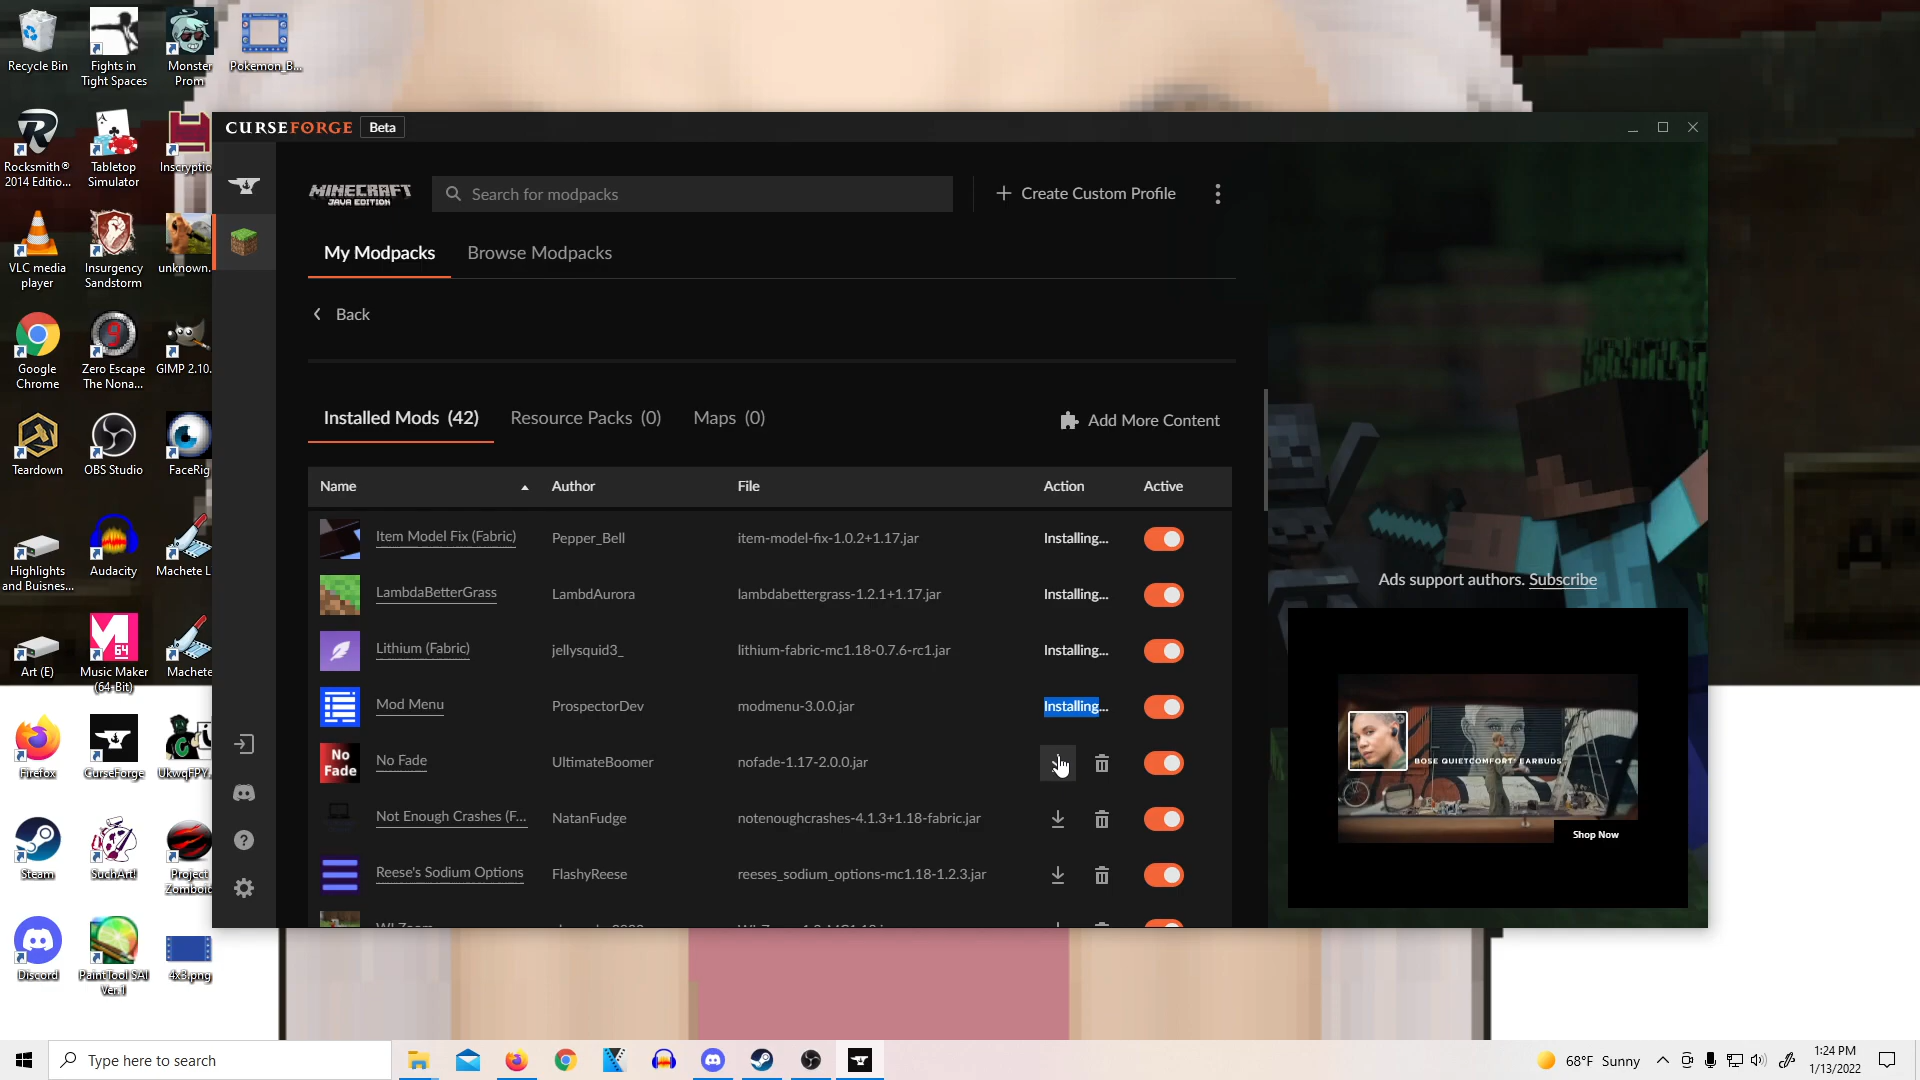 Recycle Bin
Fights in
Tight Spaces
Monster
Prom
Pokemon_B...
Rocksmith®
2014 Editio...
Tabletop
Simulator
Inscryptio
VLC media
player
Insurgency
Sandstorm
unknown.
Google
Chrome
Zero Escape
The Nona...
GIMP 2.10.
Teardown
OBS Studio
FaceRig
Highlights
and Buisnes...
Audacity
Machete L
Art (E)
Music Maker
(64-Bit)
Machete
Firefox
CurseForge
UkwqFPY
Steam
SuchArt!
Project
Zomboid
Discord
PaintTool SAI
Ver.1
4x3.png
CURSEFORGE Beta
MINECRAFT
JAVA EDITION
Search for modpacks
Create Custom Profile
My Modpacks Browse Modpacks
Back
Installed Mods (42) Resource Packs (0) Maps (0) Add More Content
Name Author File Action Active
Item Model Fix (Fabric) Pepper_Bell item-model-fix-1.0.2+1.17.jar Installing...
LambdaBetterGrass LambdAurora lambdabettergrass-1.2.1+1.17.jar Installing...
Lithium (Fabric) jellysquid3_ lithium-fabric-mc1.18-0.7.6-rc1.jar Installing...
Mod Menu ProspectorDev modmenu-3.0.0.jar Installing...
No
Fade
No Fade UltimateBoomer nofade-1.17-2.0.0.jar
Not Enough Crashes (F... NatanFudge notenoughcrashes-4.1.3+1.18-fabric.jar
Reese's Sodium Options FlashyReese reeses_sodium_options-mc1.18-1.2.3.jar
Ads support authors. Subscribe
BOSE QUIETCOMFORT® EARBUDS
Shop Now
Type here to search
68°F Sunny
1:24 PM
1/13/2022